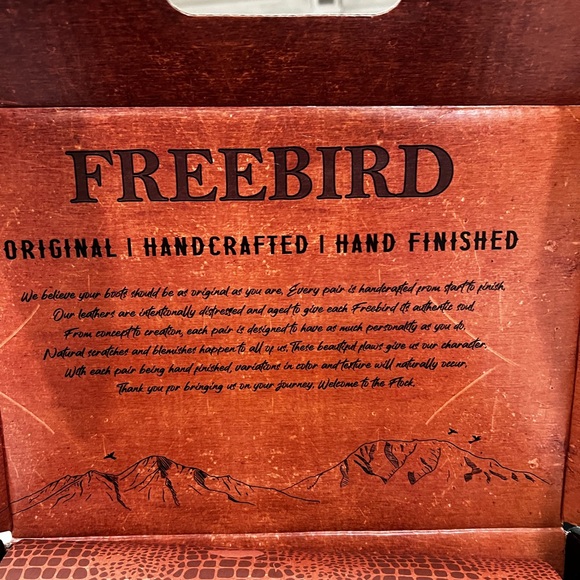 FREEBIRD
ORIGINAL | HANDCRAFTED | HAND FINISHED
We believe your boots should be as original as you are. Every pair is handcrafted from start to finish.
Our leathers are intentionally distressed and aged to give each Freebird its authentic soul.
From concept to creation, each pair is designed to have as much personality as you do.
Natural scratches and blemishes happen to all of us. These beautiful flaws give us our character.
With each pair being hand finished, variations in color and texture will naturally occur.
Thank you for bringing us on your journey. Welcome to the Flock.